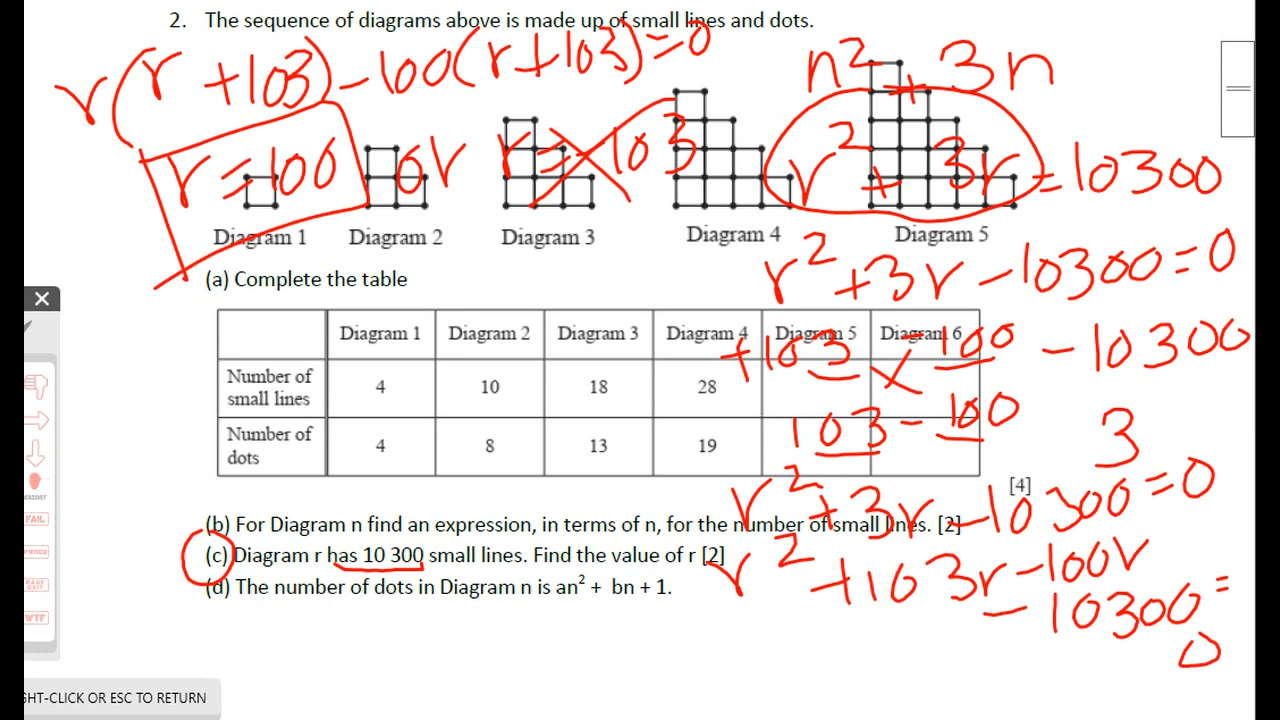 2. The sequence of diagrams above is made up of small lines and dots.
r(r+103)-100(r+103)=0
n²+3n
r=100 or r=-103
r²+3r=10300
Diagram 1 Diagram 2 Diagram 3 Diagram 4 Diagram 5
r²+3r-10300=0
(a) Complete the table
Diagram 1 Diagram 2 Diagram 3 Diagram 4 Diagram 5 Diagram 6
+103 × -100 -10300
Number of small lines 4 10 18 28
103-100 3
Number of dots 4 8 13 19
[4]
r²+3r-10300=0
(b) For Diagram n find an expression, in terms of n, for the number of small lines. [2]
(c) Diagram r has 10 300 small lines. Find the value of r [2]
r²+103r-100r
-10300=
0
(d) The number of dots in Diagram n is an² + bn + 1.
FAIL
WTF
HT-CLICK OR ESC TO RETURN